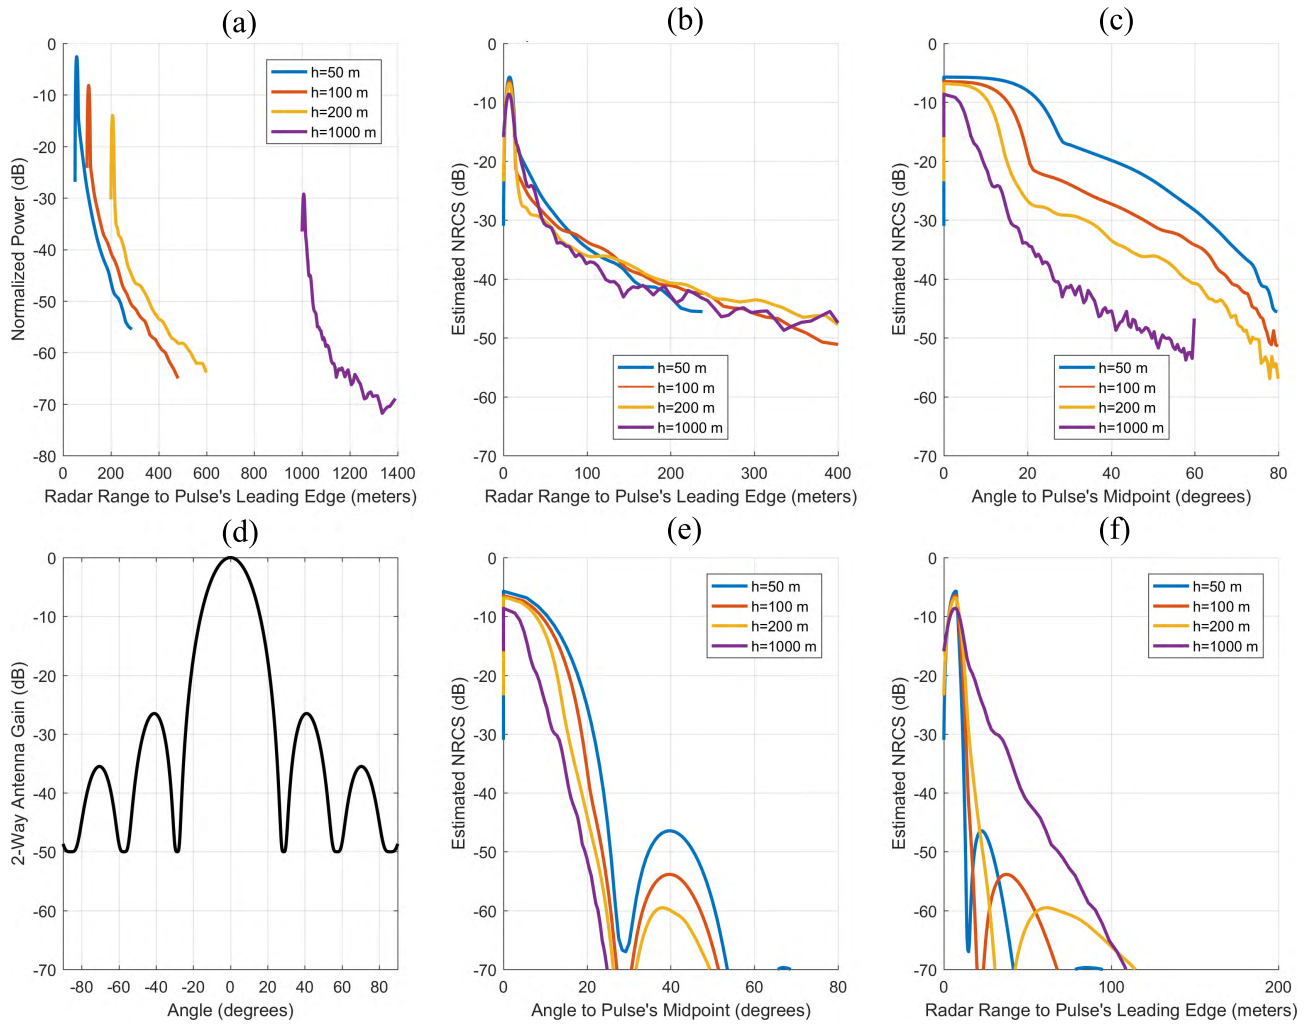 (a)
0
-10
-20
-30
-40
-50
-60
-70
-80
Normalized Power (dB)
h=50 m
h=100 m
h=200 m
h=1000 m
0 200 400 600 800 1000 1200 1400
Radar Range to Pulse's Leading Edge (meters)
(b)
0
-10
-20
-30
-40
-50
-60
-70
Estimated NRCS (dB)
h=50 m
h=100 m
h=200 m
h=1000 m
0 100 200 300 400
Radar Range to Pulse's Leading Edge (meters)
(c)
0
-10
-20
-30
-40
-50
-60
-70
Estimated NRCS (dB)
h=50 m
h=100 m
h=200 m
h=1000 m
0 20 40 60 80
Angle to Pulse's Midpoint (degrees)
(d)
0
-10
-20
-30
-40
-50
-60
-70
2-Way Antenna Gain (dB)
-80 -60 -40 -20 0 20 40 60 80
Angle (degrees)
(e)
0
-10
-20
-30
-40
-50
-60
-70
Estimated NRCS (dB)
h=50 m
h=100 m
h=200 m
h=1000 m
0 20 40 60 80
Angle to Pulse's Midpoint (degrees)
(f)
0
-10
-20
-30
-40
-50
-60
-70
Estimated NRCS (dB)
h=50 m
h=100 m
h=200 m
h=1000 m
0 100 200
Radar Range to Pulse's Leading Edge (meters)